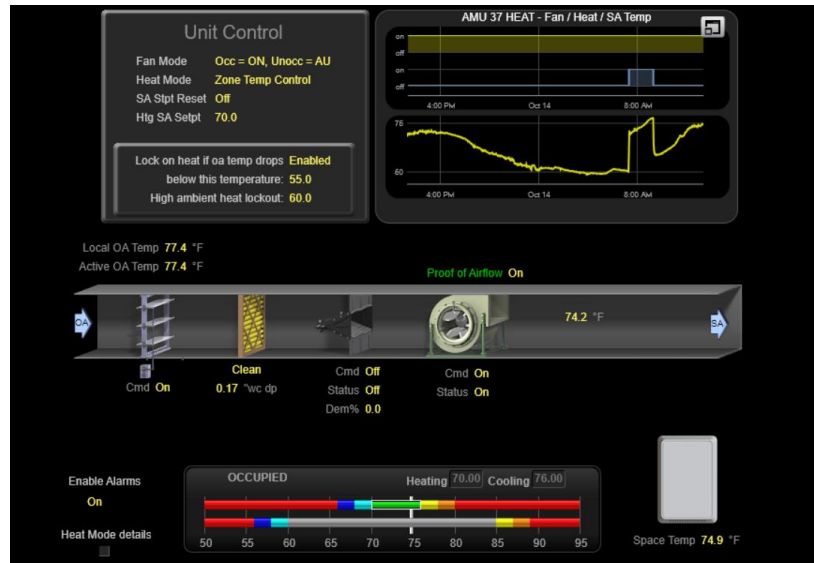 Unit Control
Fan Mode Occ = ON, Unocc = AU
Heat Mode Zone Temp Control
SA Stpt Reset Off
Htg SA Setpt 70.0
Lock on heat if oa temp drops Enabled
below this temperature: 55.0
High ambient heat lockout: 60.0
AMU 37 HEAT - Fan / Heat / SA Temp
on
off
on
off
4:00 PM Oct 14 8:00 AM
75
60
4:00 PM Oct 14 8:00 AM
Local OA Temp 77.4 °F
Active OA Temp 77.4 °F
Proof of Airflow On
OA
74.2 °F
SA
Cmd On
Clean
0.17 "wc dp
Cmd Off
Status Off
Dem% 0.0
Cmd On
Status On
Enable Alarms
On
Heat Mode details
OCCUPIED Heating 70.00 Cooling 76.00
50 55 60 65 70 75 80 85 90 95
Space Temp 74.9 °F